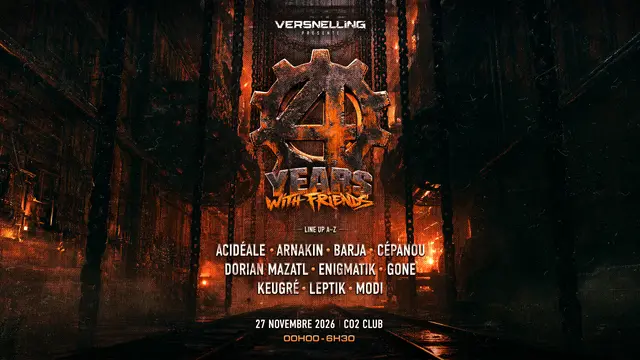 VERSNELLING
PRÉSENTE
4
YEARS
WITH FRIENDS
LINE UP A-Z
ACIDÉALE • ARNAKIN • BARJA • CÉPANOU
DORIAN MAZATL • ENIGMATIK • GONE
KEUGRÉ • LEPTIK • MODI
27 NOVEMBRE 2026 | CO2 CLUB
00H00 - 6H30